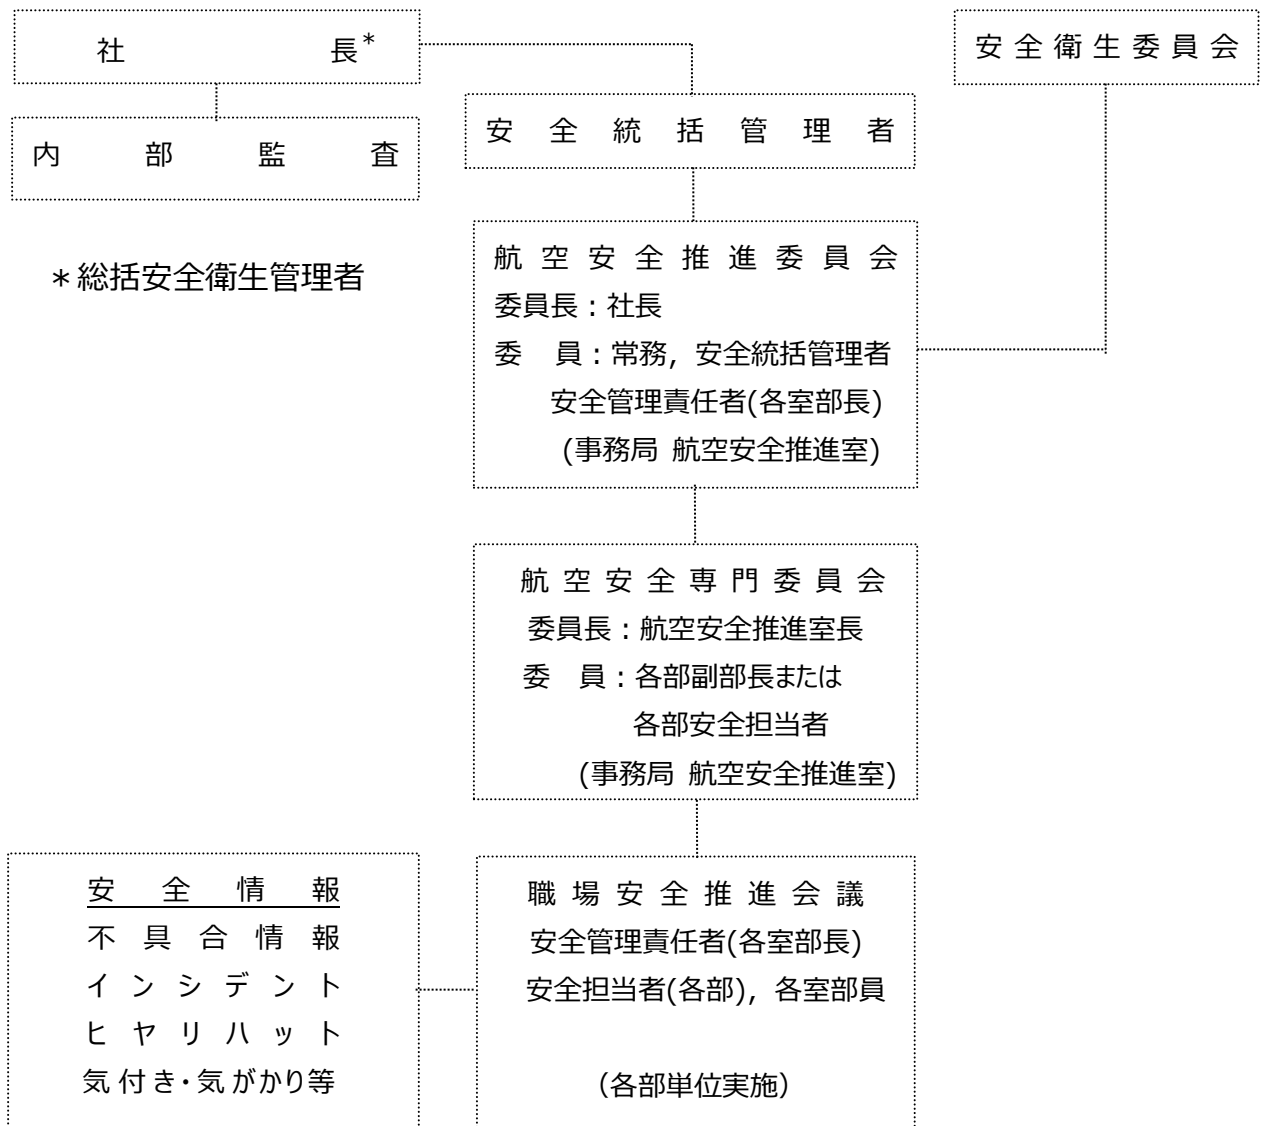 社長*
安全衛生委員会
安全統括管理者
内部監査
*総括安全衛生管理者
航空安全推進委員会
委員長:社長
委 員:常務,安全統括管理者
安全管理責任者(各室部長)
(事務局 航空安全推進室)
航空安全専門委員会
委員長:航空安全推進室長
委 員:各部副部長または
各部安全担当者
(事務局 航空安全推進室)
安全情報
不具合情報
インシデント
ヒヤリハット
気付き・気がかり等
職場安全推進会議
安全管理責任者(各室部長)
安全担当者(各部),各室部員
(各部単位実施)